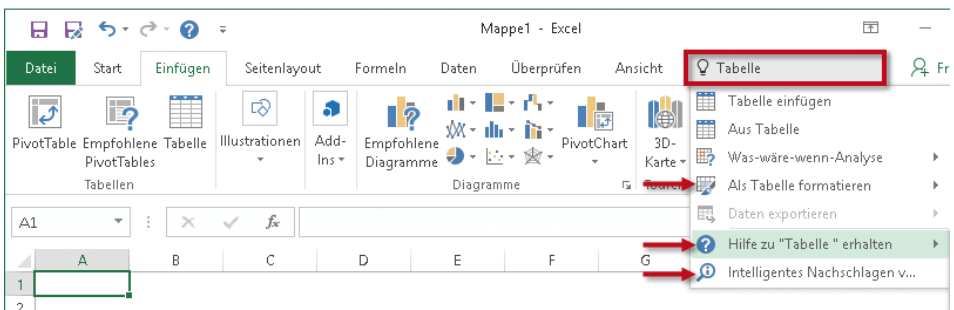 Mappe1 - Excel
Datei Start Einfügen Seitenlayout Formeln Daten Überprüfen Ansicht Tabelle Fr
PivotTable Empfohlene PivotTables Tabelle Illustrationen Add-Ins Empfohlene Diagramme PivotChart 3D-Karte
Tabellen Diagramme Touren
Tabelle einfügen
Aus Tabelle
Was-wäre-wenn-Analyse
Als Tabelle formatieren
Daten exportieren
Hilfe zu "Tabelle " erhalten
Intelligentes Nachschlagen v...
A1 fx
A B C D E F G
1
2